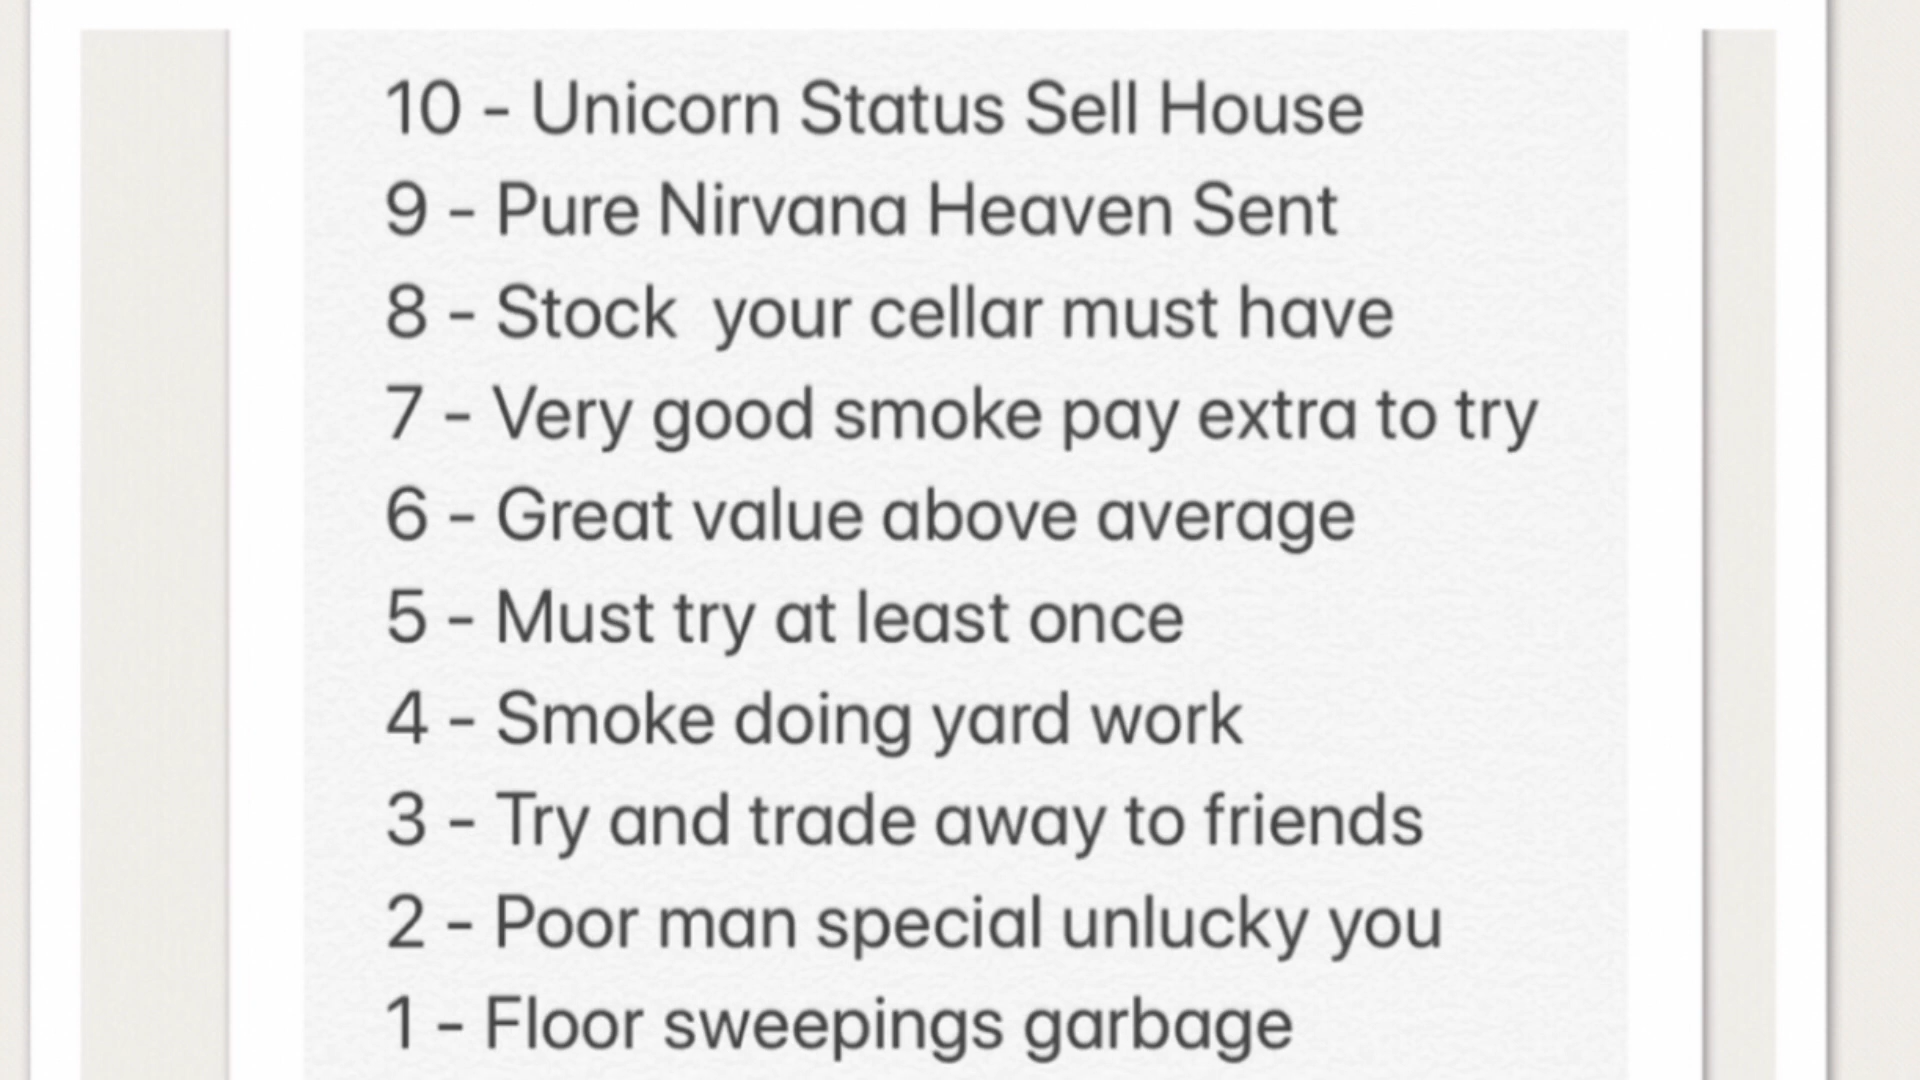 10 - Unicorn Status Sell House
9 - Pure Nirvana Heaven Sent
8 - Stock  your cellar must have
7 - Very good smoke pay extra to try
6 - Great value above average
5 - Must try at least once
4 - Smoke doing yard work
3 - Try and trade away to friends
2 - Poor man special unlucky you
1 - Floor sweepings garbage